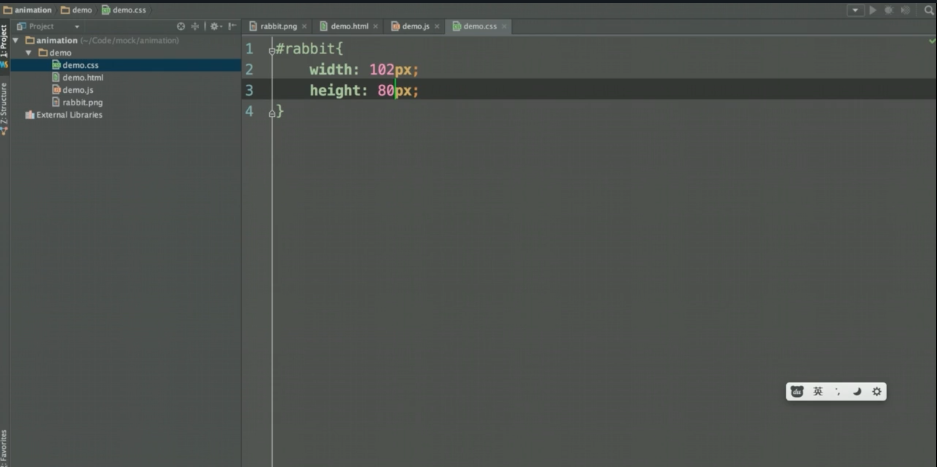 animation demo demo.css
Project
rabbit.png demo.html demo.js demo.css
1: Project
animation (~/Code/mock/animation)
demo
demo.css
demo.html
demo.js
rabbit.png
External Libraries
1 #rabbit{
2 width: 102px;
3 height: 80px;
4 }
Z: Structure
英
Favorites